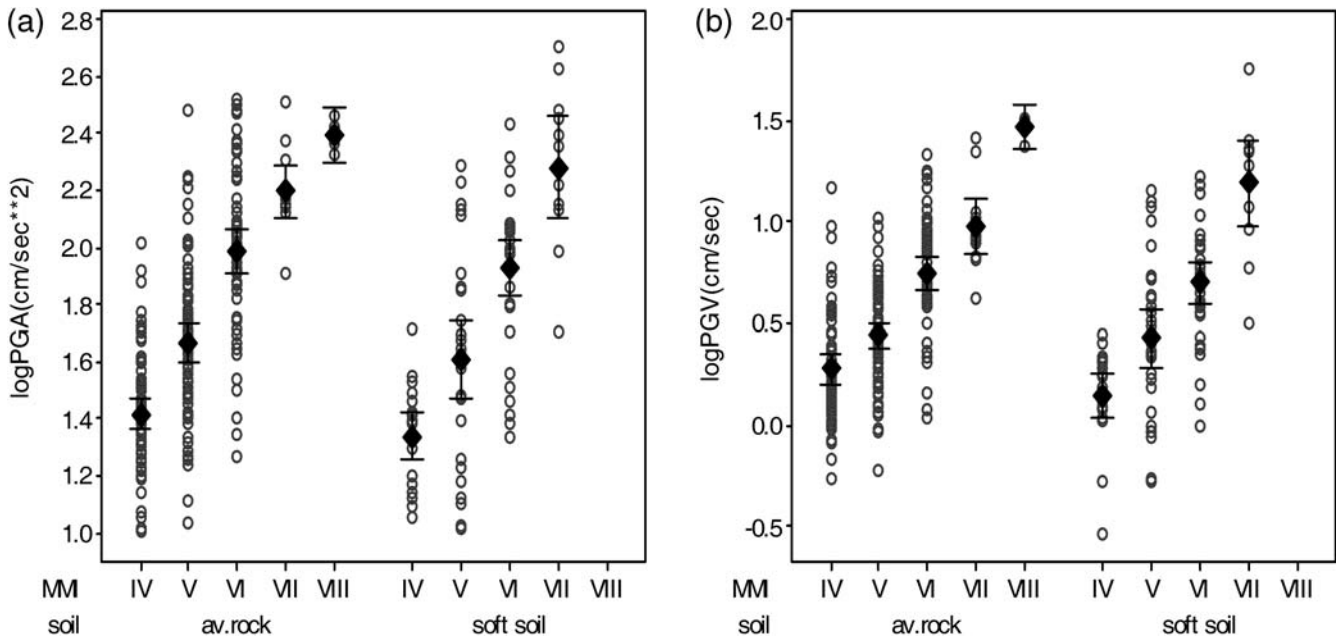 (a)
logPGA(cm/sec**2)
2.8
2.6
2.4
2.2
2.0
1.8
1.6
1.4
1.2
1.0
MMI IV V VI VII VIII IV V VI VII VIII
soil av.rock soft soil
(b)
logPGV(cm/sec)
2.0
1.5
1.0
0.5
0.0
-0.5
MMI IV V VI VII VIII IV V VI VII VIII
soil av.rock soft soil